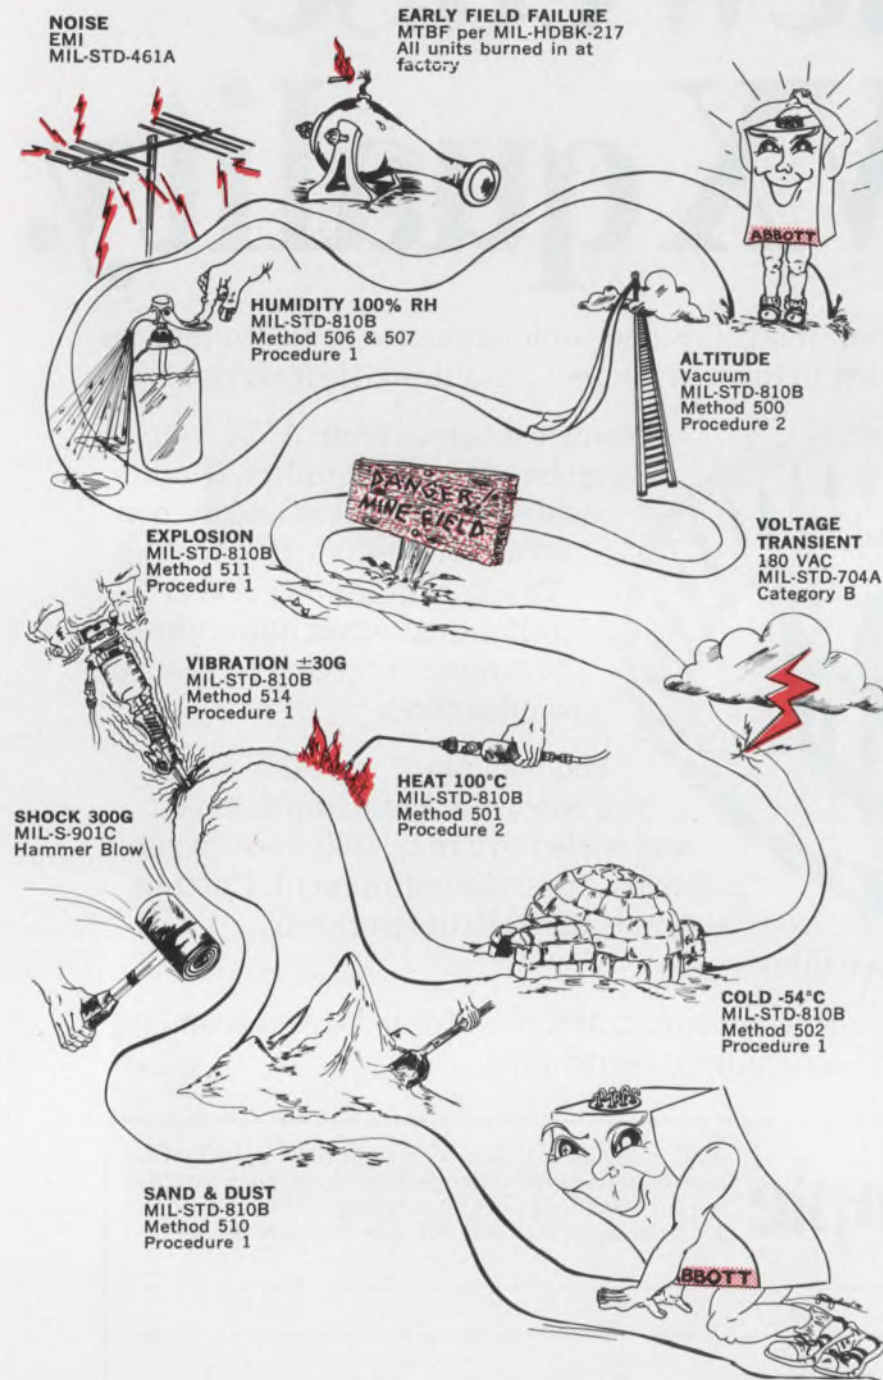 NOISE
EMI
MIL-STD-461A
EARLY FIELD FAILURE
MTBF per MIL-HDBK-217
All units burned in at
factory
ABBOTT
HUMIDITY 100% RH
MIL-STD-810B
Method 506 & 507
Procedure 1
ALTITUDE
Vacuum
MIL-STD-810B
Method 500
Procedure 2
DANGER!
MINE FIELD
EXPLOSION
MIL-STD-810B
Method 511
Procedure 1
VOLTAGE
TRANSIENT
180 VAC
MIL-STD-704A
Category B
VIBRATION ±30G
MIL-STD-810B
Method 514
Procedure 1
HEAT 100°C
MIL-STD-810B
Method 501
Procedure 2
SHOCK 300G
MIL-S-901C
Hammer Blow
COLD -54°C
MIL-STD-810B
Method 502
Procedure 1
SAND & DUST
MIL-STD-810B
Method 510
Procedure 1
ABBOTT